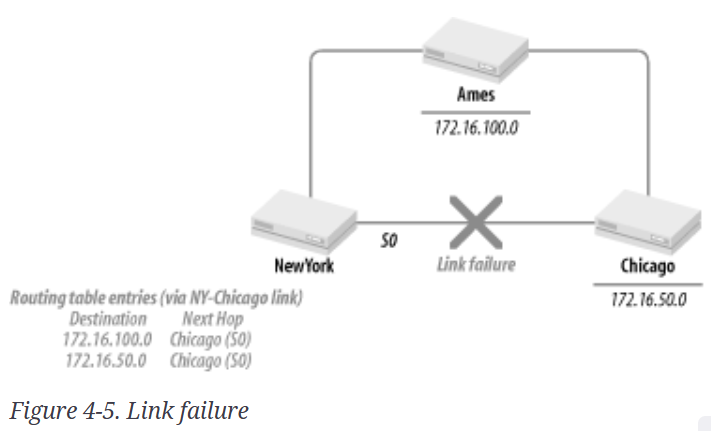 Ames
172.16.100.0
S0
NewYork
Link failure
Chicago
172.16.50.0
Routing table entries (via NY-Chicago link)
Destination Next Hop
172.16.100.0 Chicago (S0)
172.16.50.0 Chicago (S0)
Figure 4-5. Link failure